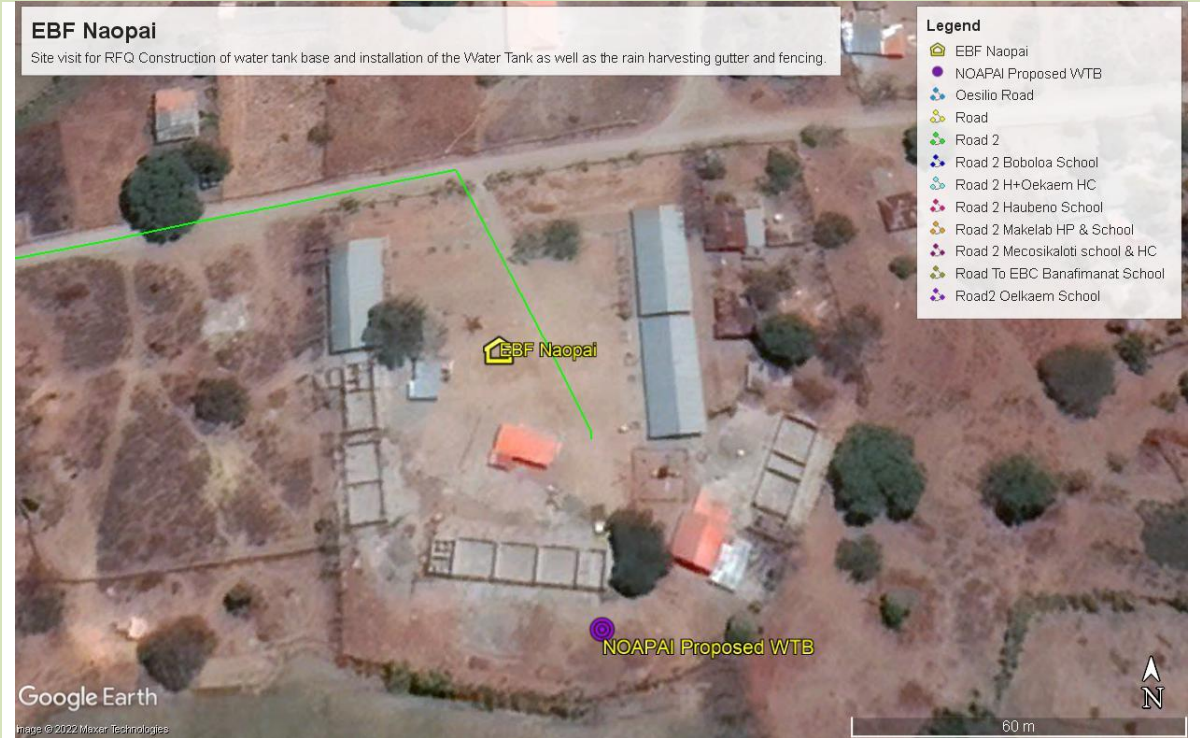 EBF Naopai
Site visit for RFQ Construction of water tank base and installation of the Water Tank as well as the rain harvesting gutter and fencing.
Legend
EBF Naopai
NOAPAI Proposed WTB
Oesilio Road
Road
Road 2
Road 2 Boboloa School
Road 2 H+Oekaem HC
Road 2 Haubeno School
Road 2 Makelab HP & School
Road 2 Mecosikaloti school & HC
Road To EBC Banafimanat School
Road2 Oelkaem School
EBF Naopai
NOAPAI Proposed WTB
Google Earth
Image © 2022 Maxar Technologies
N
60 m